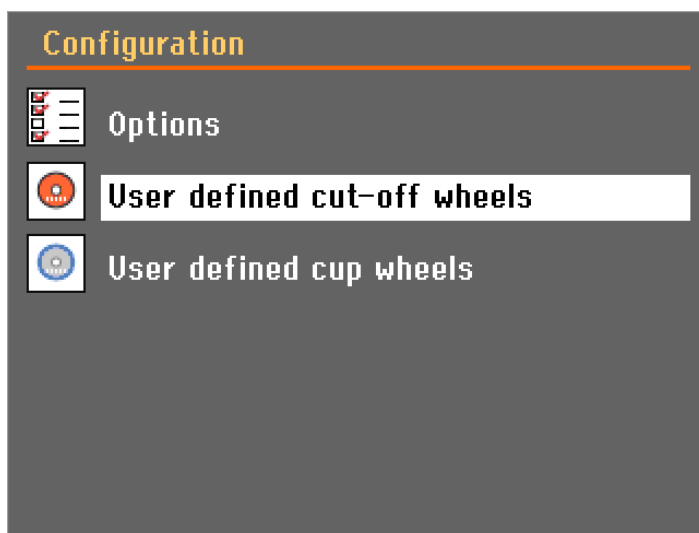 Configuration
Options
User defined cut-off wheels
User defined cup wheels